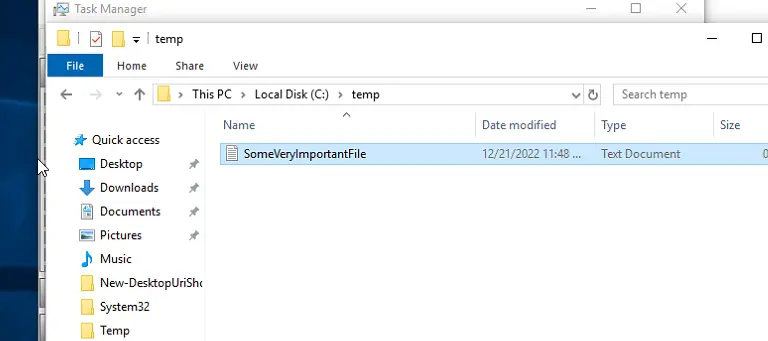 Task Manager
temp
File Home Share View
This PC Local Disk (C:) temp Search temp
Name Date modified Type Size
Quick access
SomeVeryImportantFile 12/21/2022 11:48 ... Text Document 0
Desktop
Downloads
Documents
Pictures
Music
New-DesktopUriSho
System32
Temp